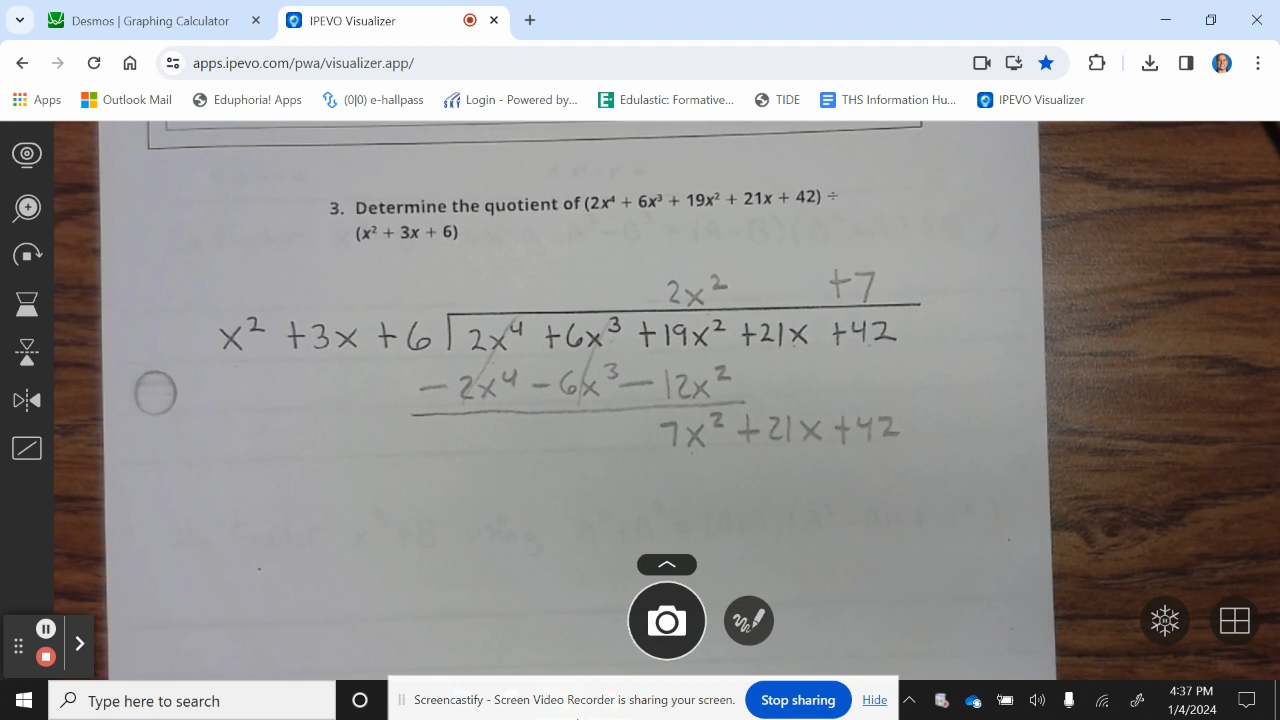 Desmos | Graphing Calculator
IPEVO Visualizer
apps.ipevo.com/pwa/visualizer.app/
Apps Outlook Mail Eduphoria! Apps (0|0) e-hallpass Login - Powered by... Edulastic: Formative... TIDE THS Information Hu... IPEVO Visualizer
3. Determine the quotient of (2x⁴ + 6x³ + 19x² + 21x + 42) ÷
(x² + 3x + 6)
2x² +7
x² +3x +6 2x⁴ +6x³ +19x² +21x +42
-2x⁴ -6x³ -12x²
7x² +21x +42
Screencastify - Screen Video Recorder is sharing your screen. Stop sharing Hide
Type here to search
4:37 PM
1/4/2024